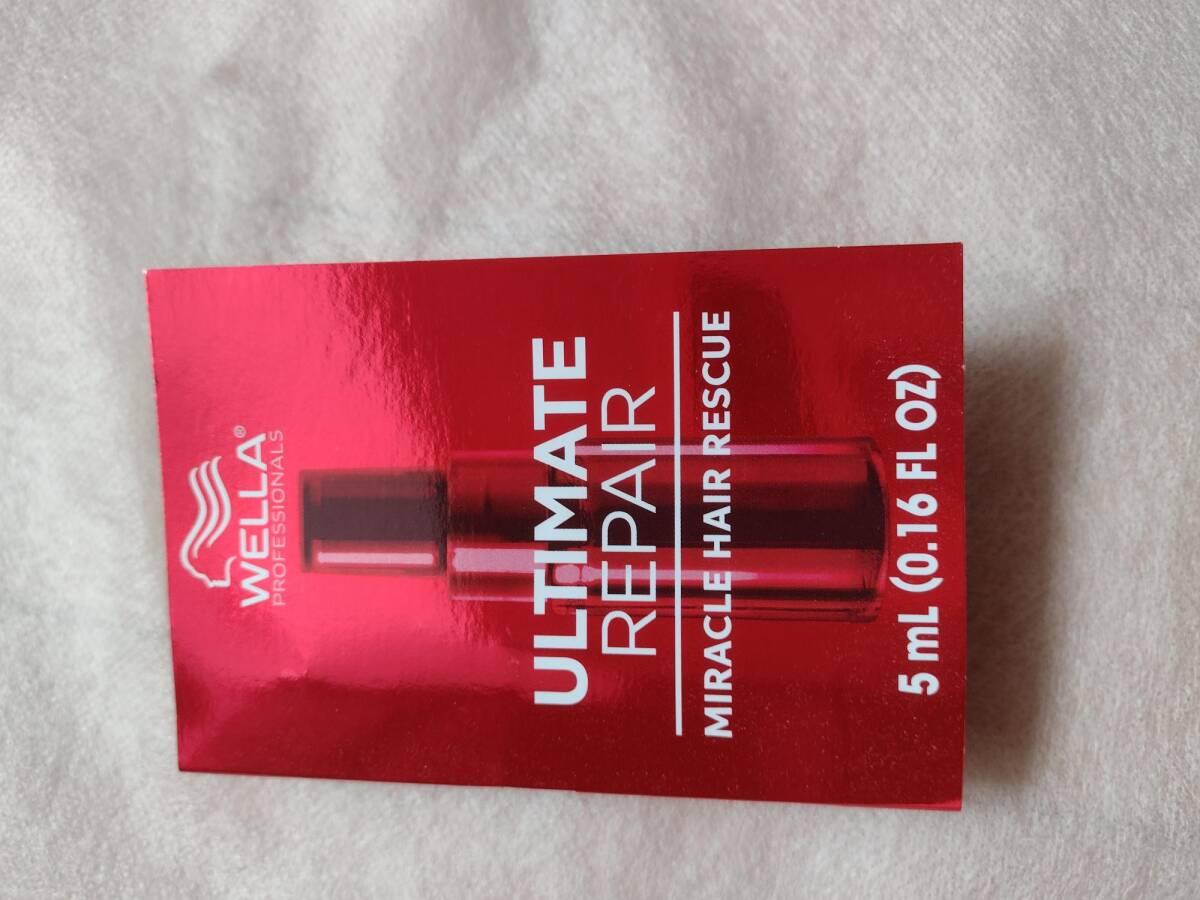 WELLA®
PROFESSIONALS
ULTIMATE
REPAIR
MIRACLE HAIR RESCUE
5 mL (0.16 FL OZ)